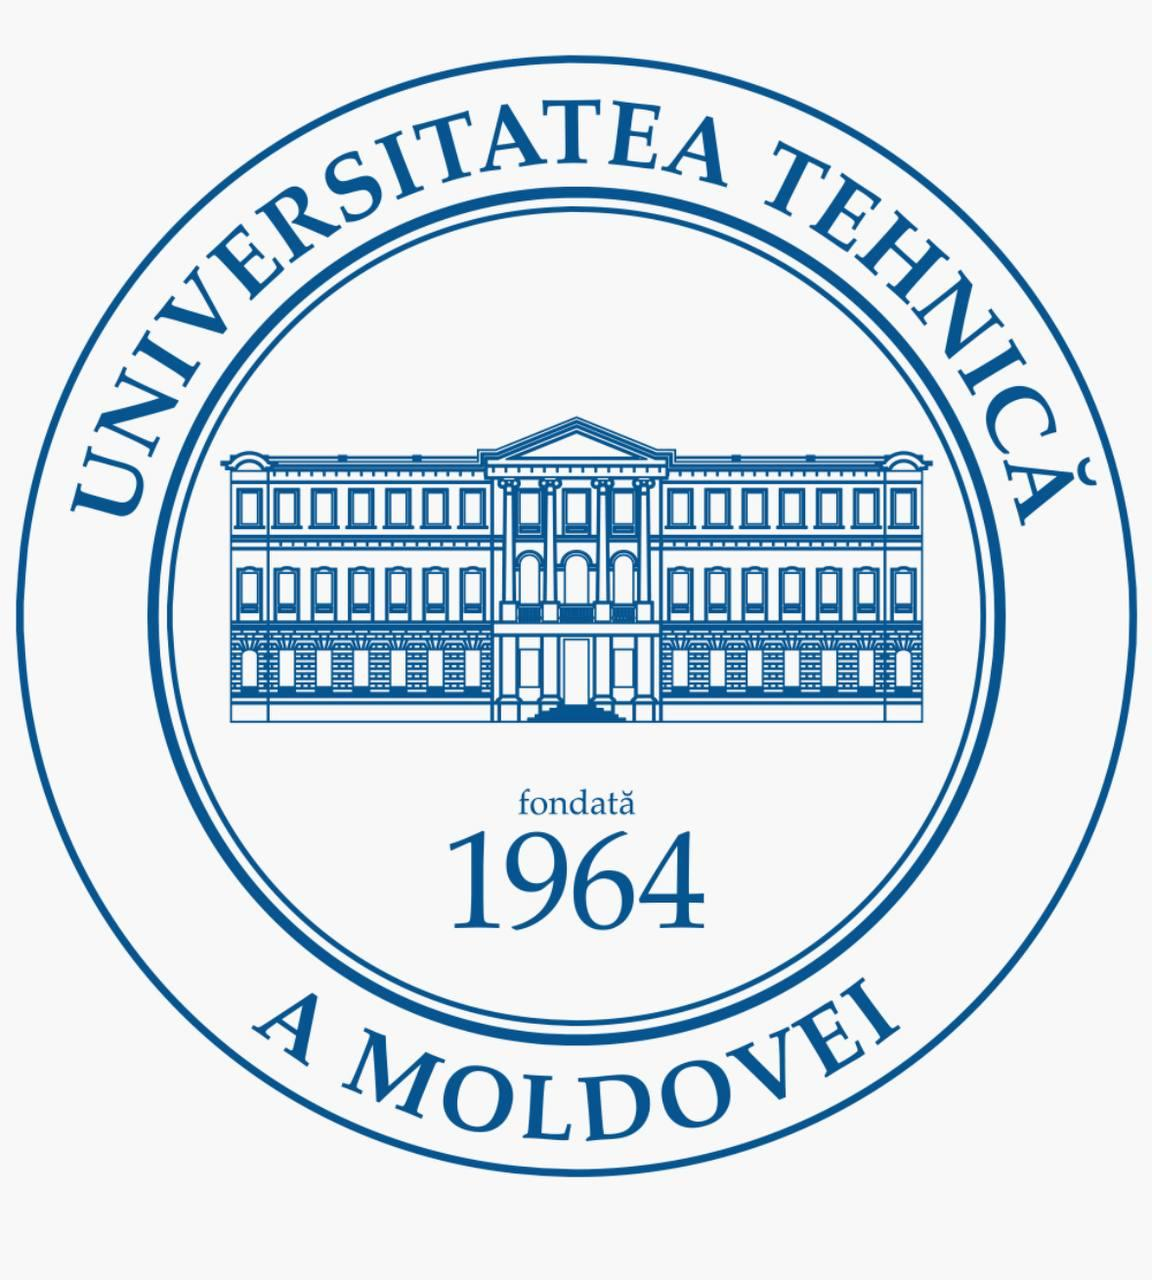 UNIVERSITATEA TEHNICĂ
fondată
1964
A MOLDOVEI